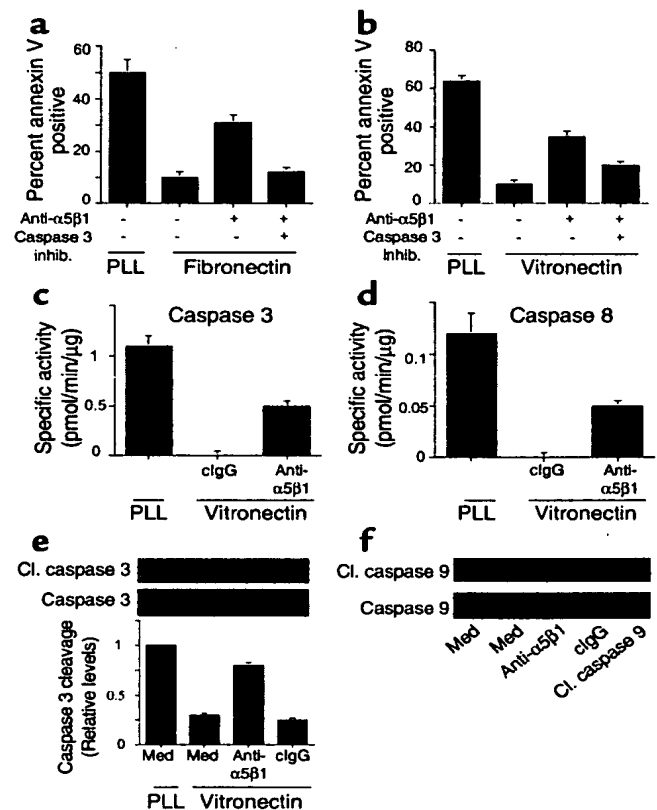 a
Percent annexin V
positive
60
40
20
Anti-α5β1 - - + +
Caspase 3 - - - +
inhib.
PLL Fibronectin
b
Percent annexin V
positive
80
60
40
20
0
Anti-α5β1 - - + +
Caspase 3 - - - +
Inhib.
PLL Vitronectin
c
Caspase 3
Specific activity
(pmol/min/µg)
1
0.5
0
cIgG Anti-
α5β1
PLL Vitronectin
d
Caspase 8
Specific activity
(pmol/min/µg)
0.1
0.05
0
cIgG Anti-
α5β1
PLL Vitronectin
e
Cl. caspase 3
Caspase 3
Caspase 3 cleavage
(Relative levels)
1
0.5
0
Med Med Anti- cIgG
α5β1
PLL Vitronectin
f
Cl. caspase 9
Caspase 9
Med Med Anti-α5β1 cIgG Cl. caspase 9